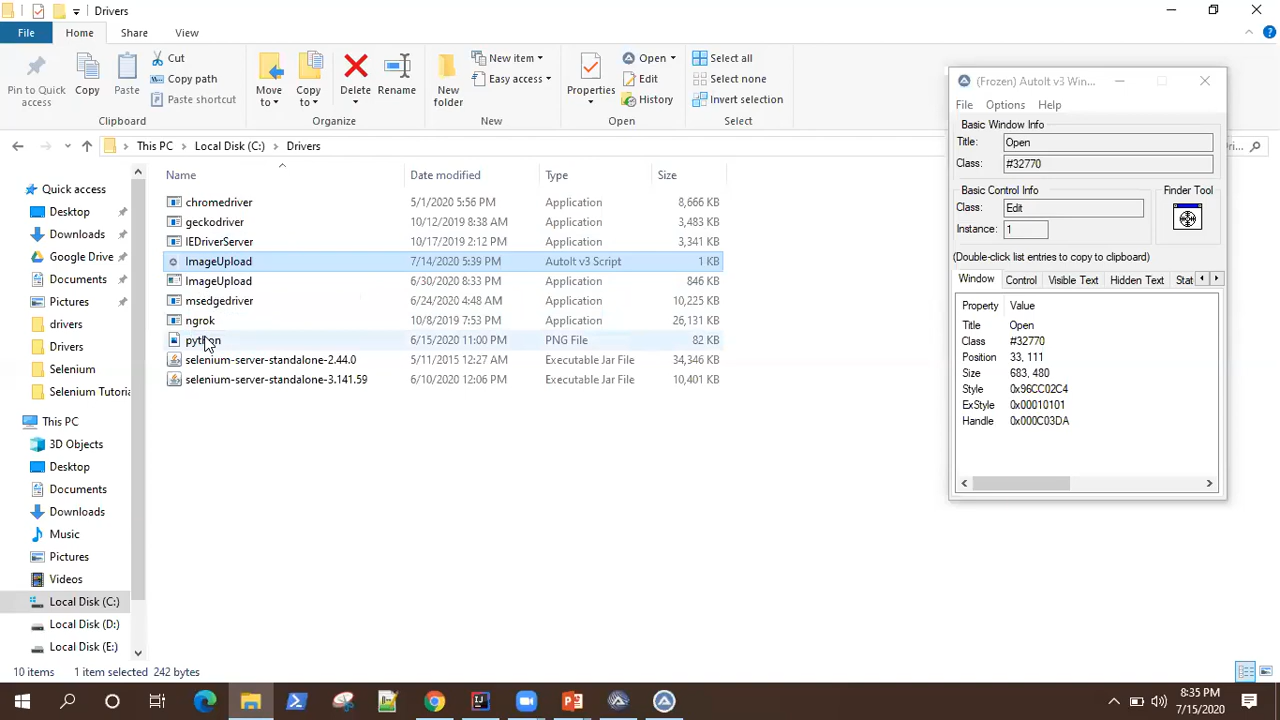 Drivers
File
Home
Share
View
Pin to Quick access
Copy
Paste
Cut
Copy path
Paste shortcut
Clipboard
Move to
Copy to
Delete
Rename
Organize
New folder
New item
Easy access
New
Properties
Open
Edit
History
Open
Select all
Select none
Invert selection
Select
This PC > Local Disk (C:) > Drivers
Name
Date modified
Type
Size
chromedriver 5/1/2020 5:56 PM Application 8,666 KB
geckodriver 10/12/2019 8:38 AM Application 3,483 KB
IEDriverServer 10/17/2019 2:12 PM Application 3,341 KB
ImageUpload 7/14/2020 5:39 PM AutoIt v3 Script 1 KB
ImageUpload 6/30/2020 8:33 PM Application 846 KB
msedgedriver 6/24/2020 4:48 AM Application 10,225 KB
ngrok 10/8/2019 7:53 PM Application 26,131 KB
python 6/15/2020 11:00 PM PNG File 82 KB
selenium-server-standalone-2.44.0 5/11/2015 12:27 AM Executable Jar File 34,346 KB
selenium-server-standalone-3.141.59 6/10/2020 12:06 PM Executable Jar File 10,401 KB
Quick access
Desktop
Downloads
Google Drive
Documents
Pictures
drivers
Drivers
Selenium
Selenium Tutoria
This PC
3D Objects
Desktop
Documents
Downloads
Music
Pictures
Videos
Local Disk (C:)
Local Disk (D:)
Local Disk (E:)
10 items
1 item selected 242 bytes
(Frozen) AutoIt v3 Win...
File
Options
Help
Basic Window Info
Title: Open
Class: #32770
Basic Control Info
Class: Edit
Instance: 1
Finder Tool
(Double-click list entries to copy to clipboard)
Window
Control
Visible Text
Hidden Text
Stat
Property Value
Title Open
Class #32770
Position 33, 111
Size 683, 480
Style 0x96CC02C4
ExStyle 0x00010101
Handle 0x000C03DA
8:35 PM
7/15/2020